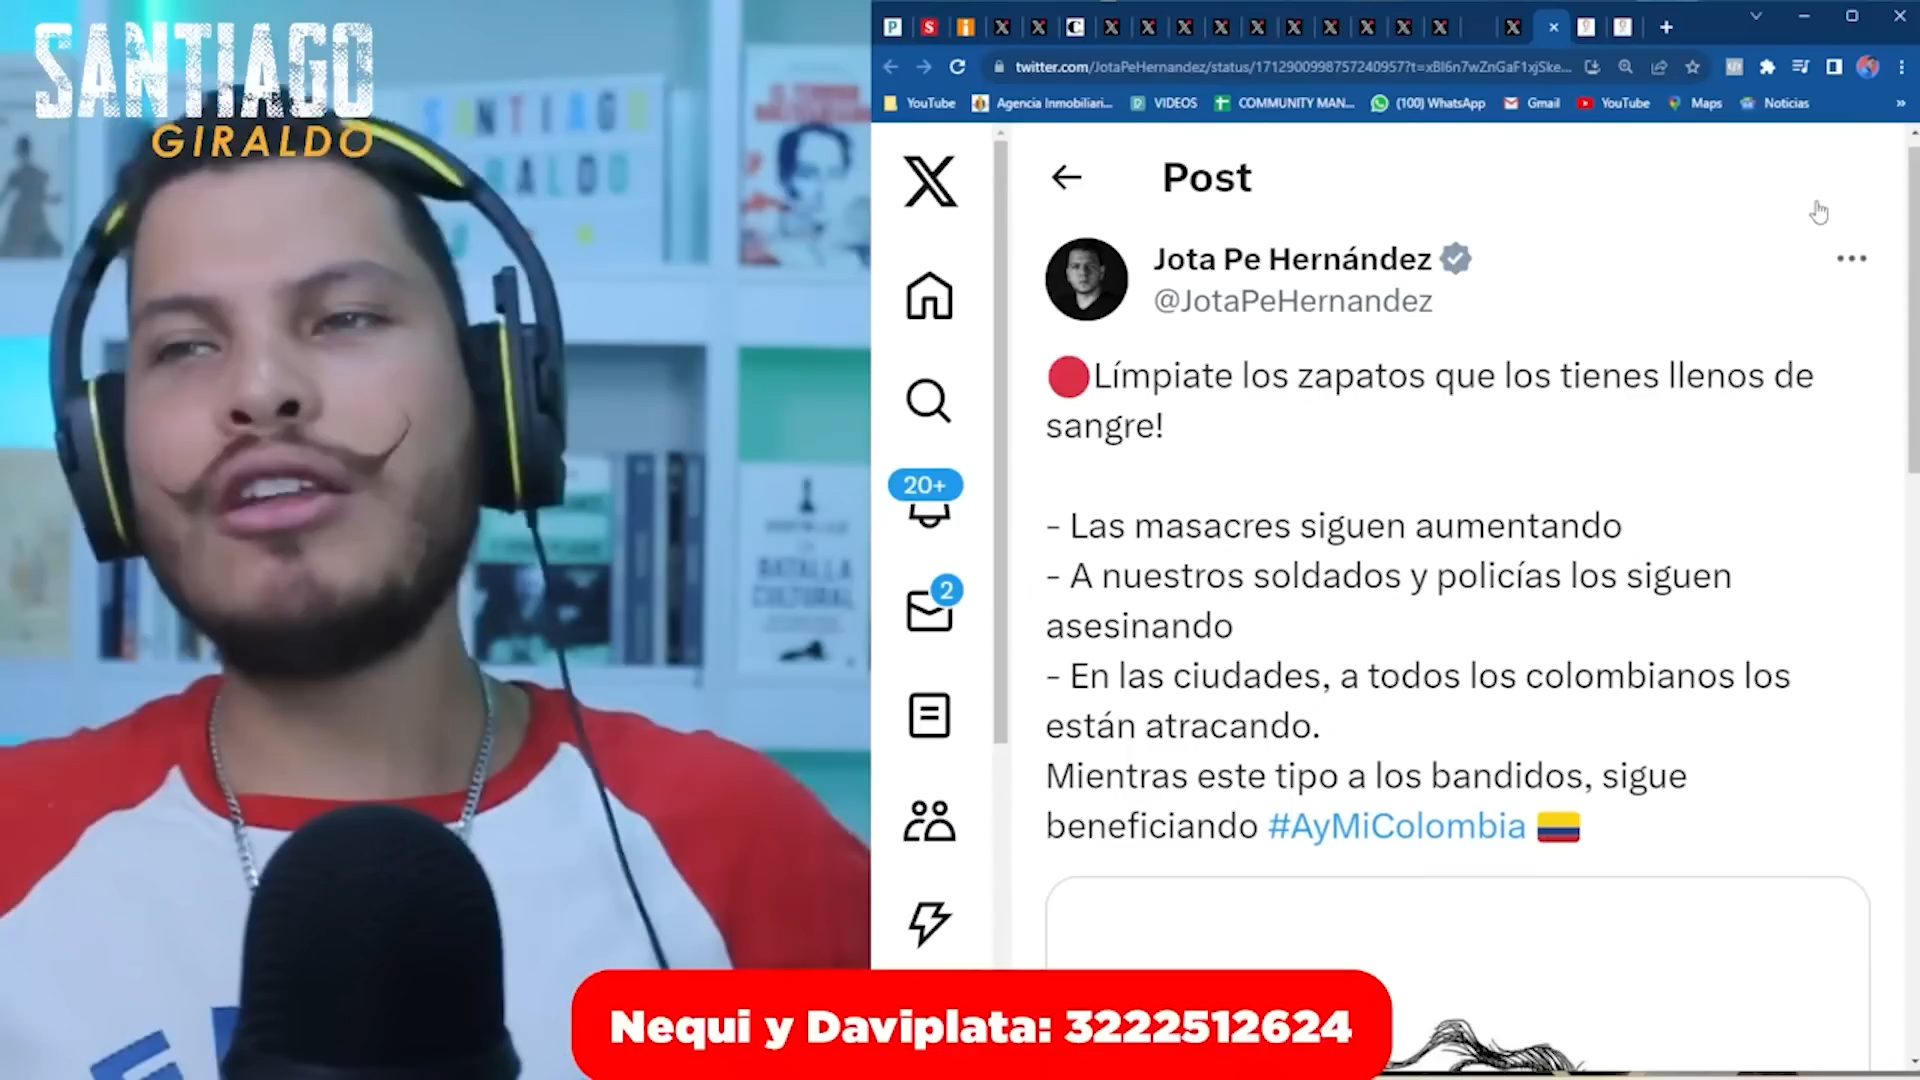 SANTIAGO
GIRALDO
twitter.com/JotaPeHernandez/status/1712900998757240957?t=xBl6n7wZnGaF1xjSke...
YouTube
Agencia Inmobiliari...
VIDEOS
COMMUNITY MAN...
(100) WhatsApp
Gmail
YouTube
Maps
Noticias
»
Post
Jota Pe Hernández
@JotaPeHernandez
Límpiate los zapatos que los tienes llenos de
sangre!
- Las masacres siguen aumentando
- A nuestros soldados y policías los siguen
asesinando
- En las ciudades, a todos los colombianos los
están atracando.
Mientras este tipo a los bandidos, sigue
beneficiando #AyMiColombia
20+
2
BATALLA
CULTURAL
Nequi y Daviplata: 3222512624